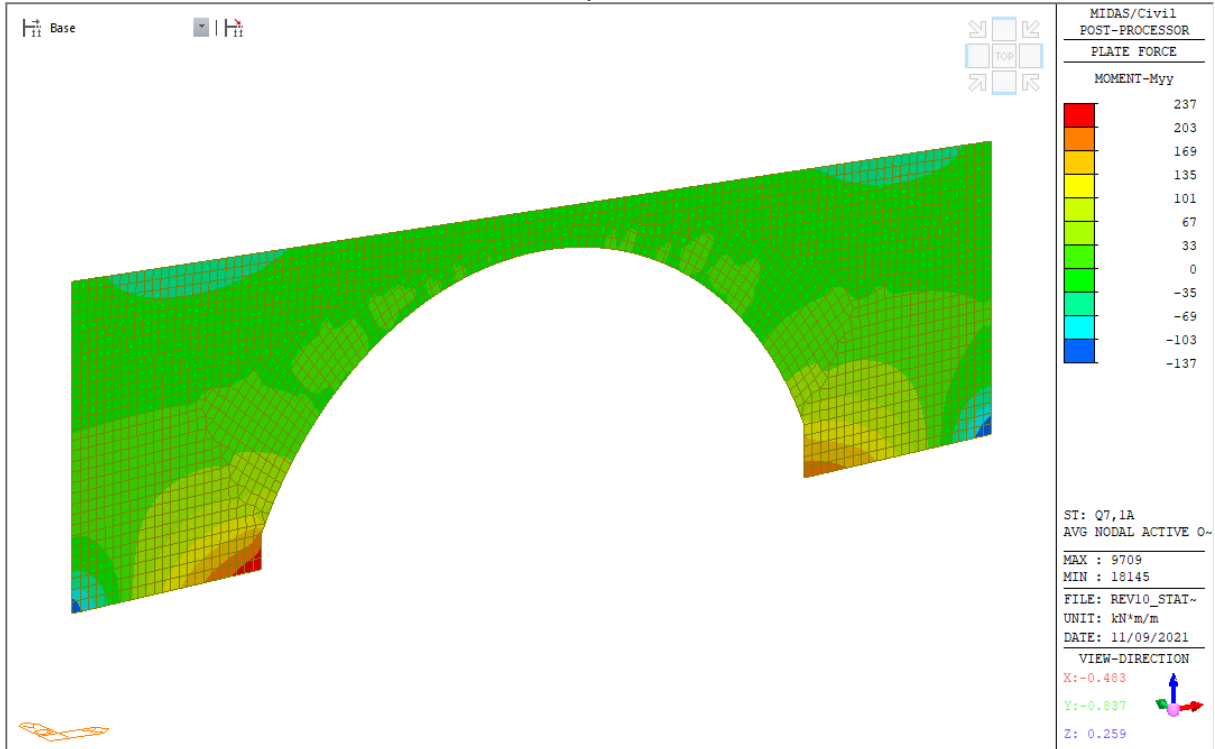 Base
TOP
MIDAS/Civil
POST-PROCESSOR
PLATE FORCE
MOMENT-Myy
237
203
169
135
101
67
33
0
-35
-69
-103
-137
ST: Q7,1A
AVG NODAL ACTIVE O~
MAX : 9709
MIN : 18145
FILE: REV10_STAT~
UNIT: kN*m/m
DATE: 11/09/2021
VIEW-DIRECTION
X:-0.483
Y:-0.837
Z: 0.259